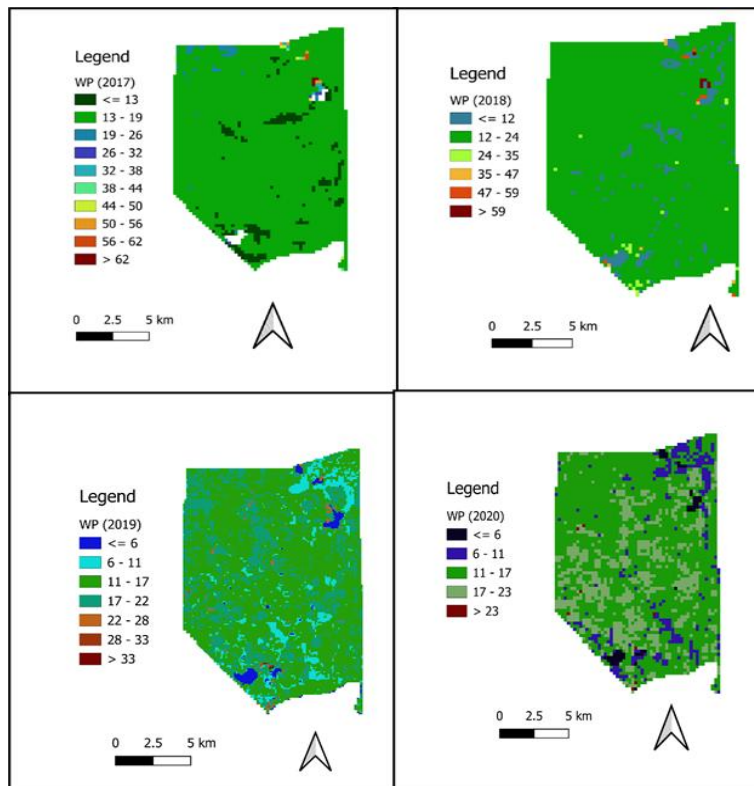 Legend
WP (2017)
<= 13
13 - 19
19 - 26
26 - 32
32 - 38
38 - 44
44 - 50
50 - 56
56 - 62
> 62
0 2.5 5 km
Legend
WP (2018)
<= 12
12 - 24
24 - 35
35 - 47
47 - 59
> 59
0 2.5 5 km
Legend
WP (2019)
<= 6
6 - 11
11 - 17
17 - 22
22 - 28
28 - 33
> 33
0 2.5 5 km
Legend
WP (2020)
<= 6
6 - 11
11 - 17
17 - 23
> 23
0 2.5 5 km